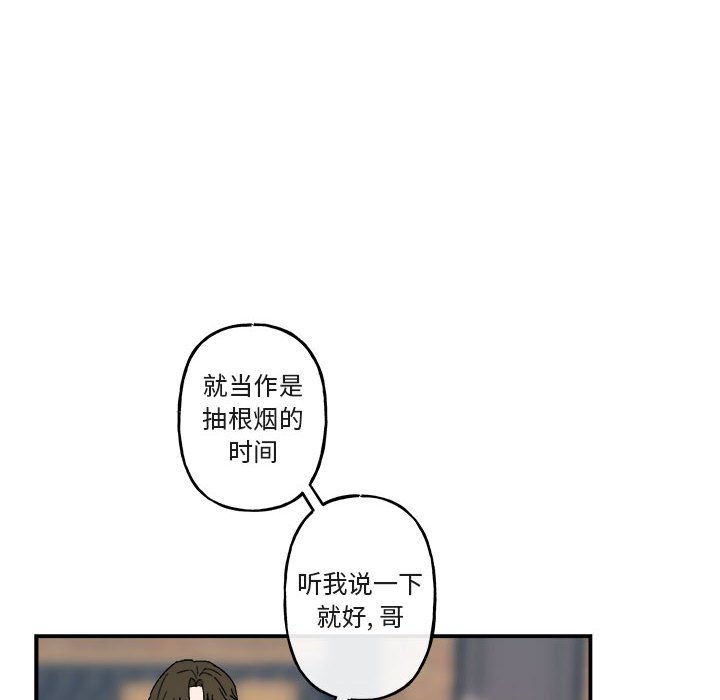 就当作是
抽根烟的
时间
听我说一下
就好, 哥